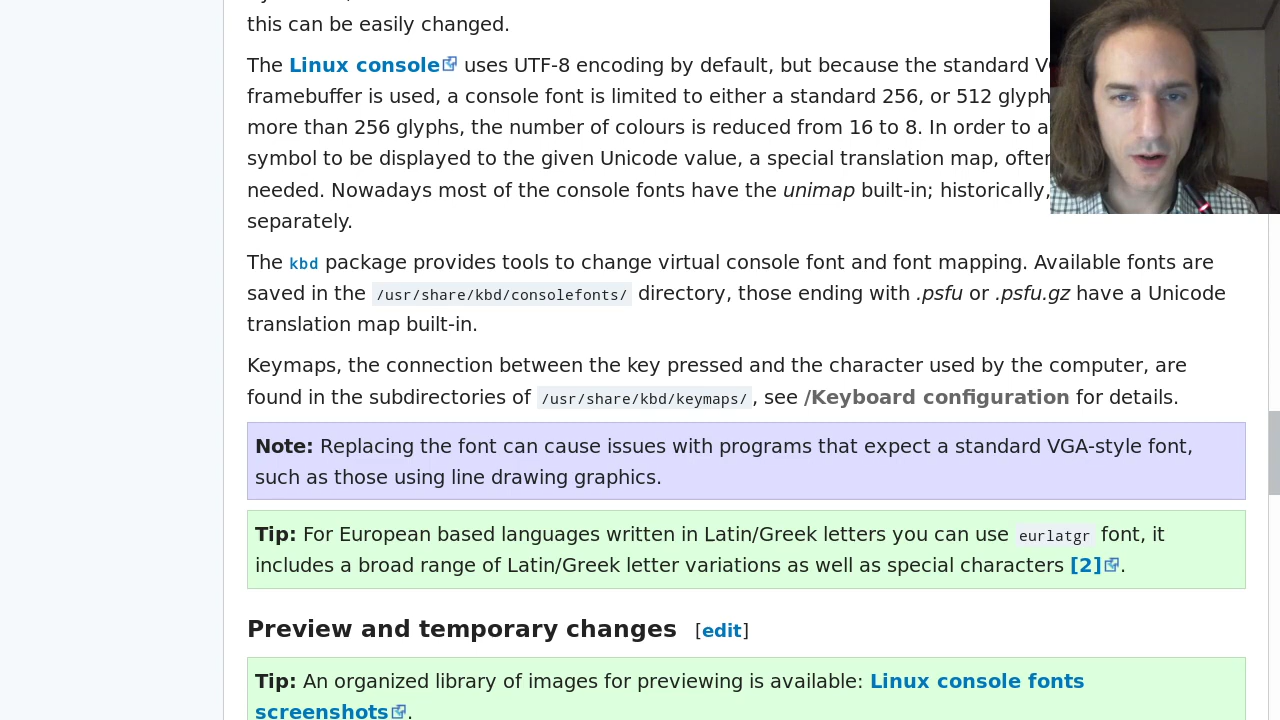 this can be easily changed.
The Linux console uses UTF-8 encoding by default, but because the standard
framebuffer is used, a console font is limited to either a standard 256, or 512 glyph
more than 256 glyphs, the number of colours is reduced from 16 to 8. In order to a
symbol to be displayed to the given Unicode value, a special translation map, often
needed. Nowadays most of the console fonts have the unimap built-in; historically,
separately.
The kbd package provides tools to change virtual console font and font mapping. Available fonts are
saved in the /usr/share/kbd/consolefonts/ directory, those ending with .psfu or .psfu.gz have a Unicode
translation map built-in.
Keymaps, the connection between the key pressed and the character used by the computer, are
found in the subdirectories of /usr/share/kbd/keymaps/, see /Keyboard configuration for details.
Note: Replacing the font can cause issues with programs that expect a standard VGA-style font,
such as those using line drawing graphics.
Tip: For European based languages written in Latin/Greek letters you can use eurlatgr font, it
includes a broad range of Latin/Greek letter variations as well as special characters [2].
Preview and temporary changes [edit]
Tip: An organized library of images for previewing is available: Linux console fonts
screenshots.